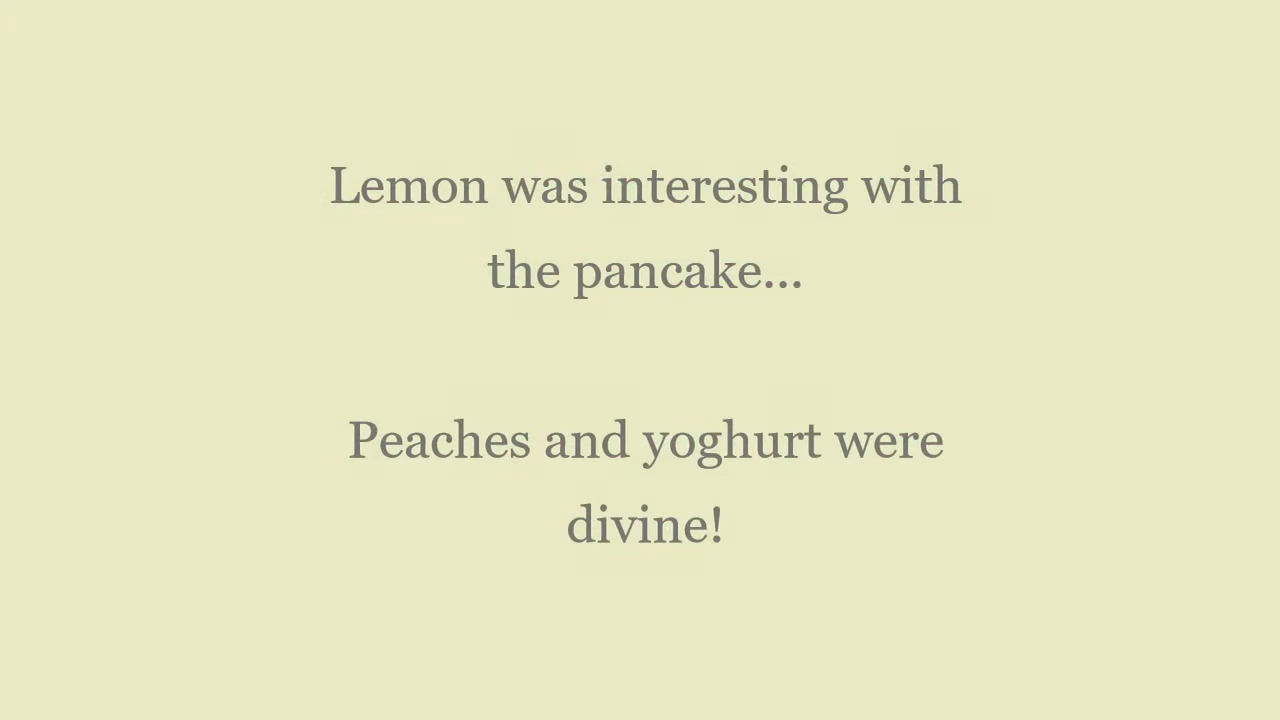 Lemon was interesting with
the pancake...
Peaches and yoghurt were
divine!